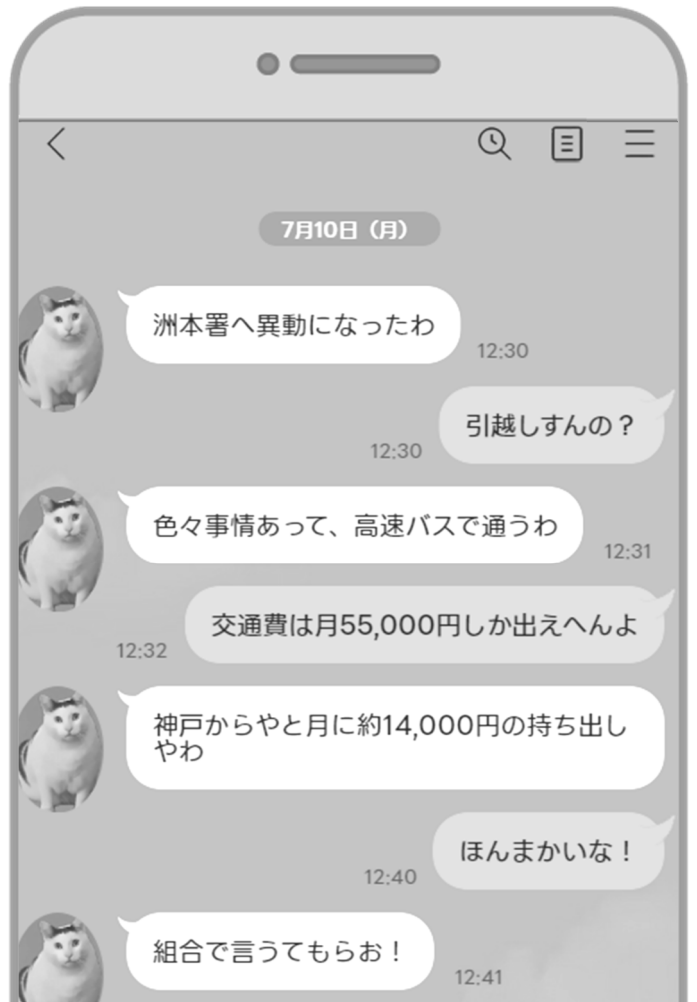 7月10日（月）
洲本署へ異動になったわ
12:30
引越しすんの？
12:30
色々事情あって、高速バスで通うわ
12:31
交通費は月55,000円しか出えへんよ
12:32
神戸からやと月に約14,000円の持ち出し
やわ
ほんまかいな！
12:40
組合で言うてもらお！
12:41